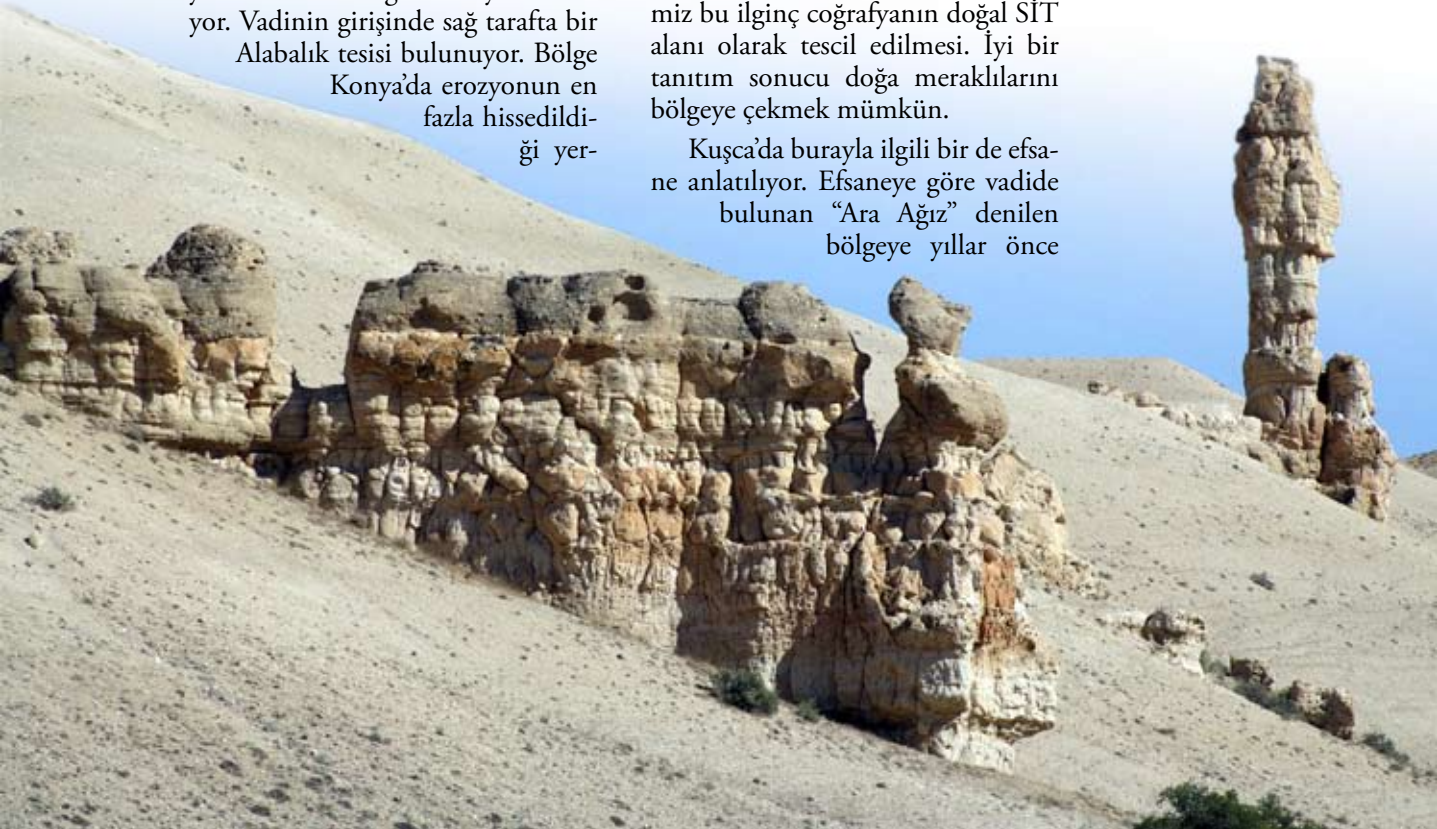 yor. Vadinin girişinde sağ tarafta bir
Alabalık tesisi bulunuyor. Bölge
Konya'da erozyonun en
fazla hissedildi-
ği yer-
miz bu ilginç coğrafyanın doğal SİT
alanı olarak tescil edilmesi. İyi bir
tanıtım sonucu doğa meraklılarını
bölgeye çekmek mümkün.
Kuşca'da burayla ilgili bir de efsa-
ne anlatılıyor. Efsaneye göre vadide
bulunan “Ara Ağız” denilen
bölgeye yıllar önce